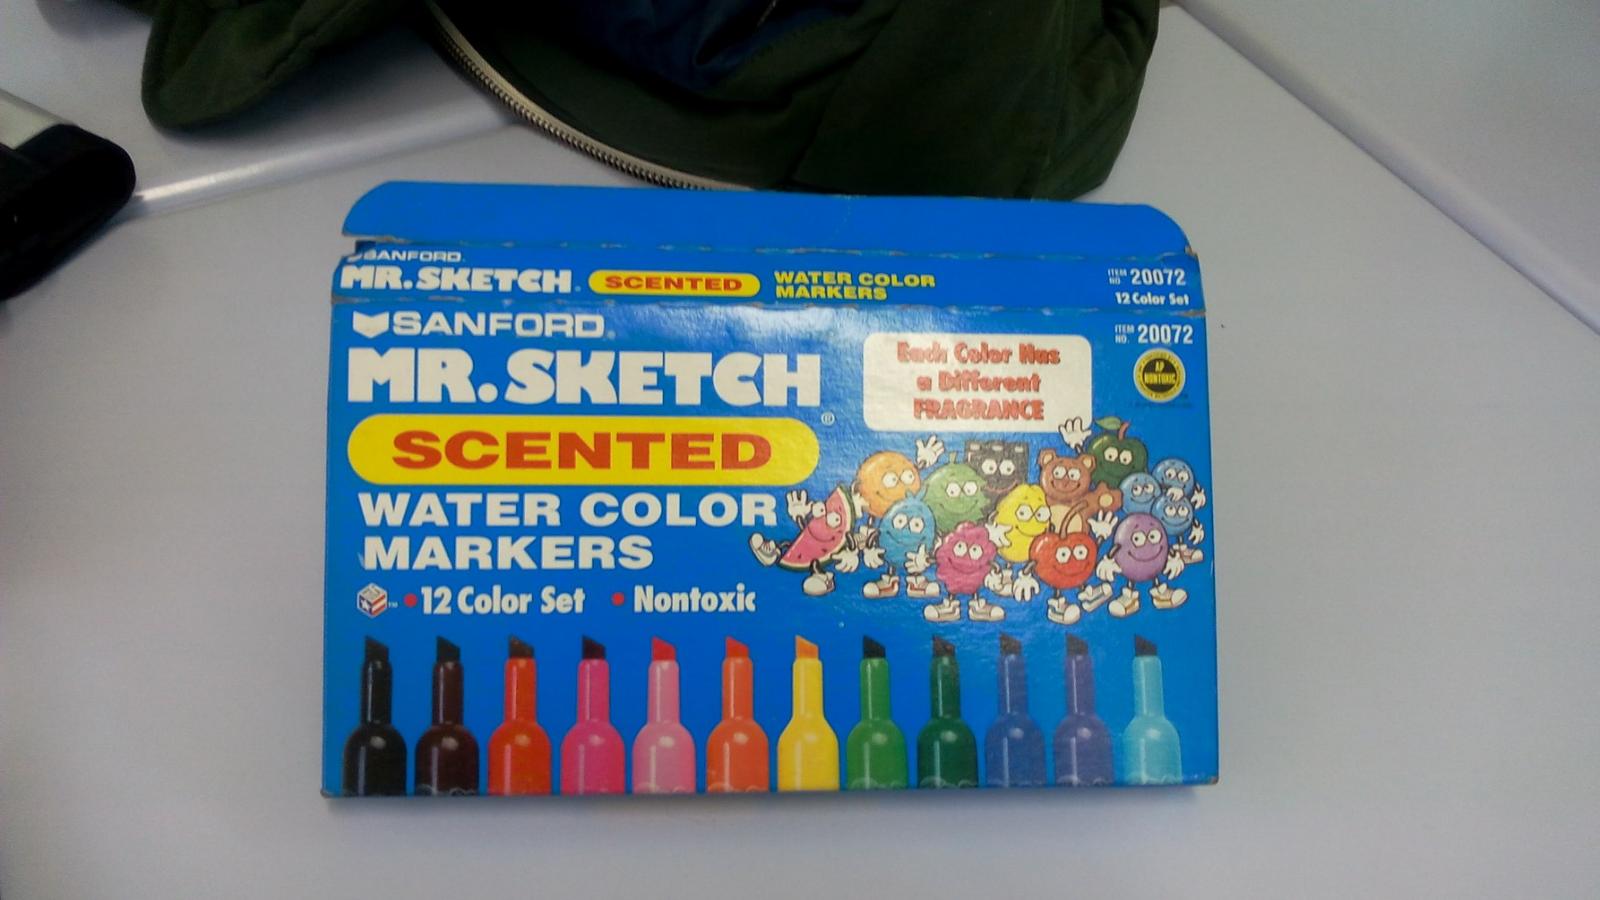 SANFORD.
MR. SKETCH. SCENTED WATER COLOR MARKERS
ITEM NO. 20072
12 Color Set
SANFORD®
MR. SKETCH®
SCENTED
WATER COLOR
MARKERS
• 12 Color Set • Nontoxic
Each Color Has
a Different
FRAGRANCE
ITEM NO. 20072
AP
NONTOXIC